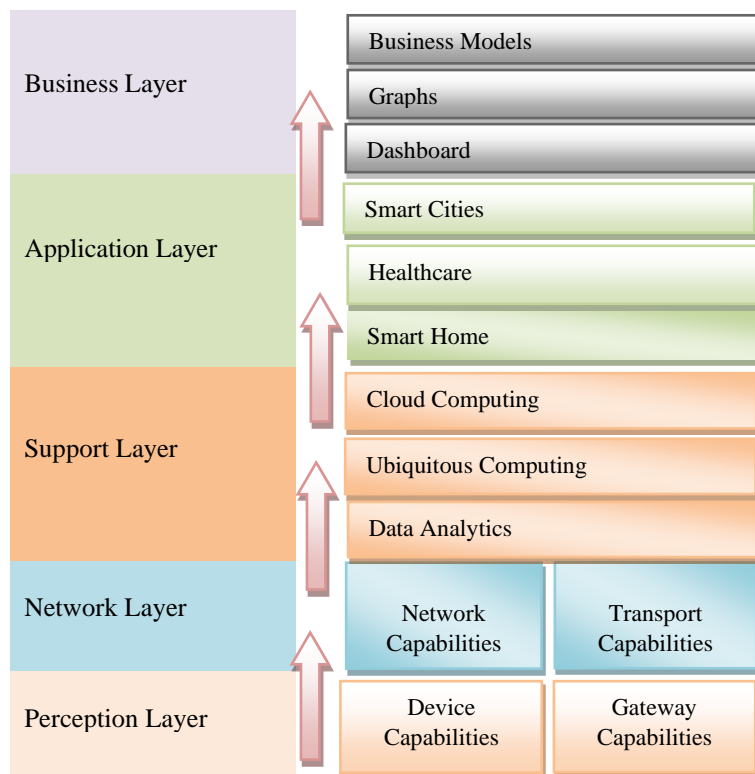 Business Layer
Business Models
Graphs
Dashboard
Application Layer
Smart Cities
Healthcare
Smart Home
Support Layer
Cloud Computing
Ubiquitous Computing
Data Analytics
Network Layer
Network
Capabilities
Transport
Capabilities
Perception Layer
Device
Capabilities
Gateway
Capabilities